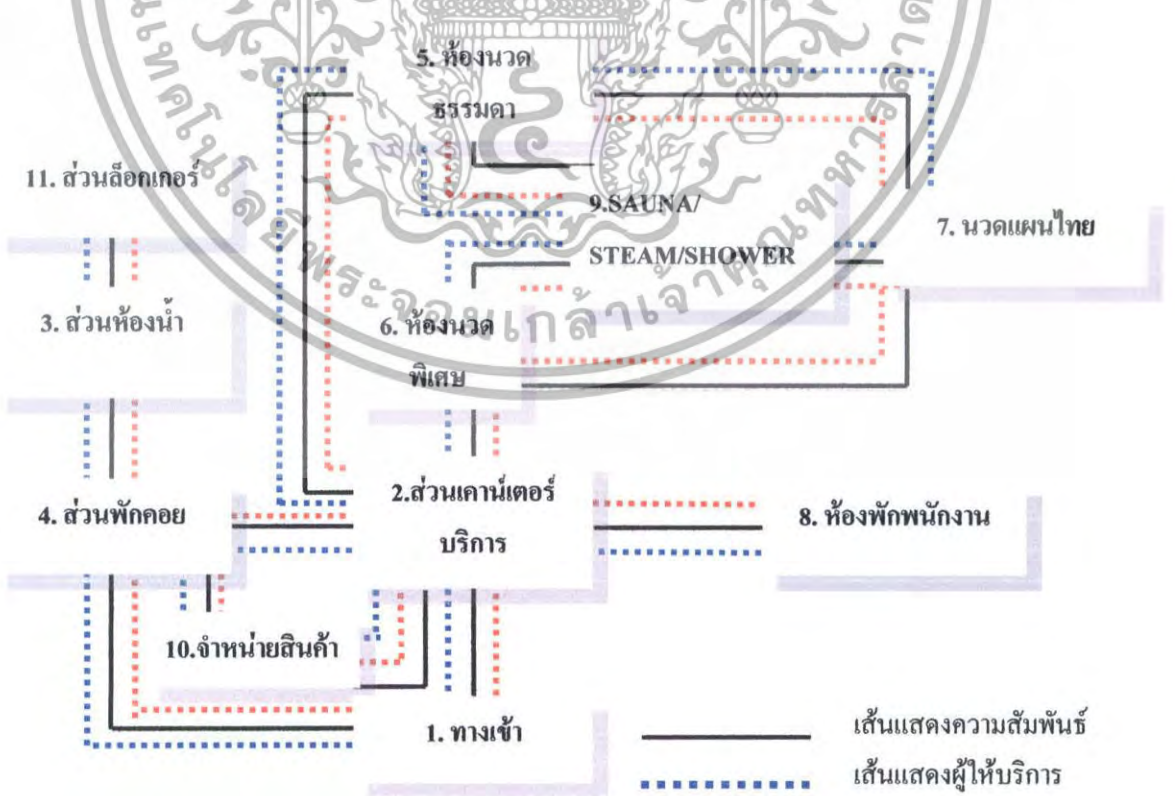 5. ห้องนวด
ธรรมดา
11. ส่วนล็อกเกอร์
9.SAUNA/
STEAM/SHOWER
7. นวดแผนไทย
3. ส่วนห้องน้ำ
6. ห้องนวด
พิเศษ
4. ส่วนพักคอย
2.ส่วนเคาน์เตอร์
บริการ
8. ห้องพักพนักงาน
10.จำหน่ายสินค้า
1. ทางเข้า
เส้นแสดงความสัมพันธ์
เส้นแสดงผู้ให้บริการ